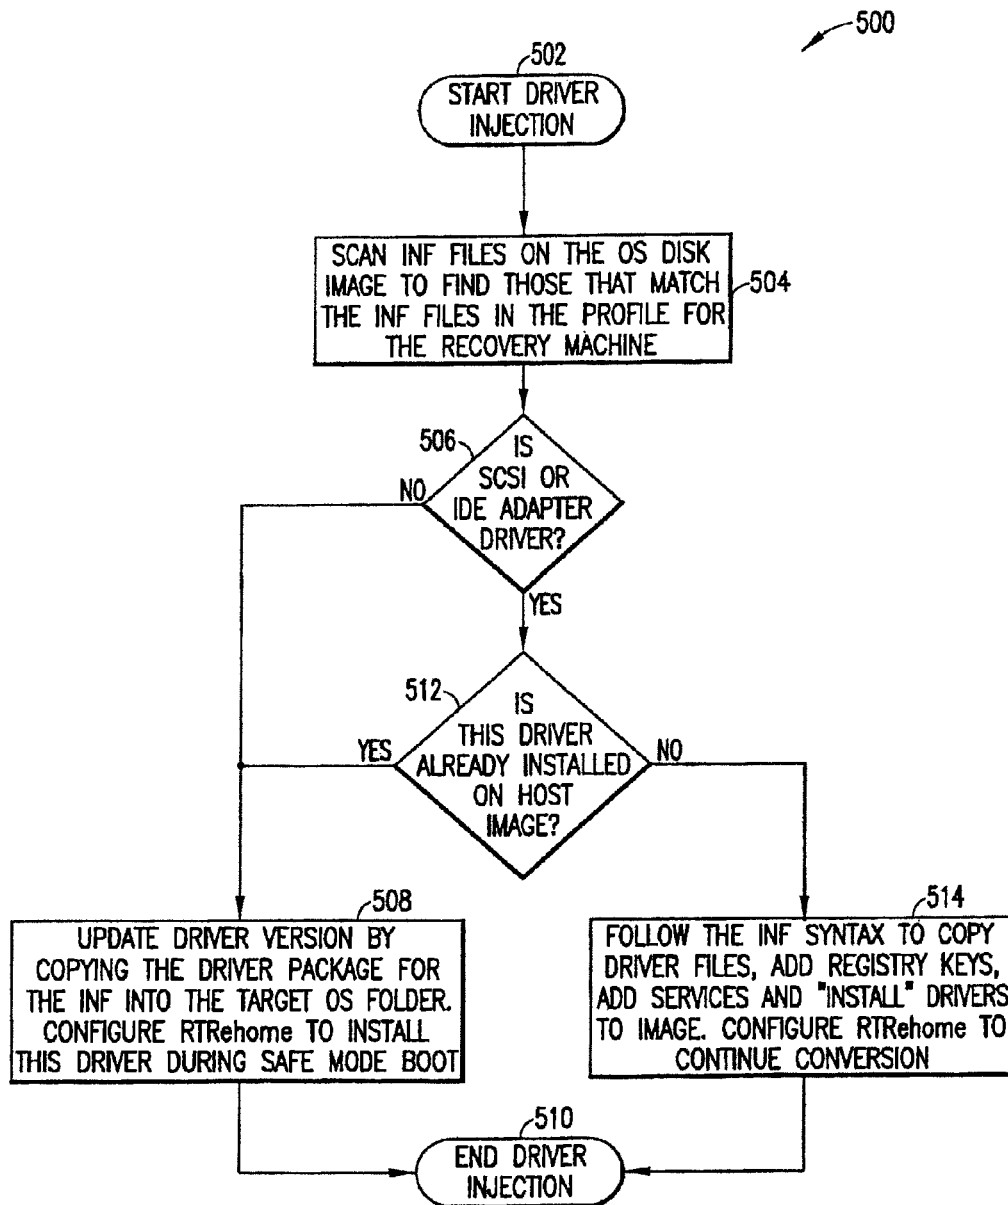 500
502
START DRIVER
INJECTION
SCAN INF FILES ON THE OS DISK
IMAGE TO FIND THOSE THAT MATCH
THE INF FILES IN THE PROFILE FOR
THE RECOVERY MACHINE
504
506
IS
SCSI OR
IDE ADAPTER
DRIVER?
NO
YES
512
IS
THIS DRIVER
ALREADY INSTALLED
ON HOST
IMAGE?
YES
NO
508
UPDATE DRIVER VERSION BY
COPYING THE DRIVER PACKAGE FOR
THE INF INTO THE TARGET OS FOLDER.
CONFIGURE RTRehome TO INSTALL
THIS DRIVER DURING SAFE MODE BOOT
514
FOLLOW THE INF SYNTAX TO COPY
DRIVER FILES, ADD REGISTRY KEYS,
ADD SERVICES AND "INSTALL" DRIVERS
TO IMAGE. CONFIGURE RTRehome TO
CONTINUE CONVERSION
510
END DRIVER
INJECTION